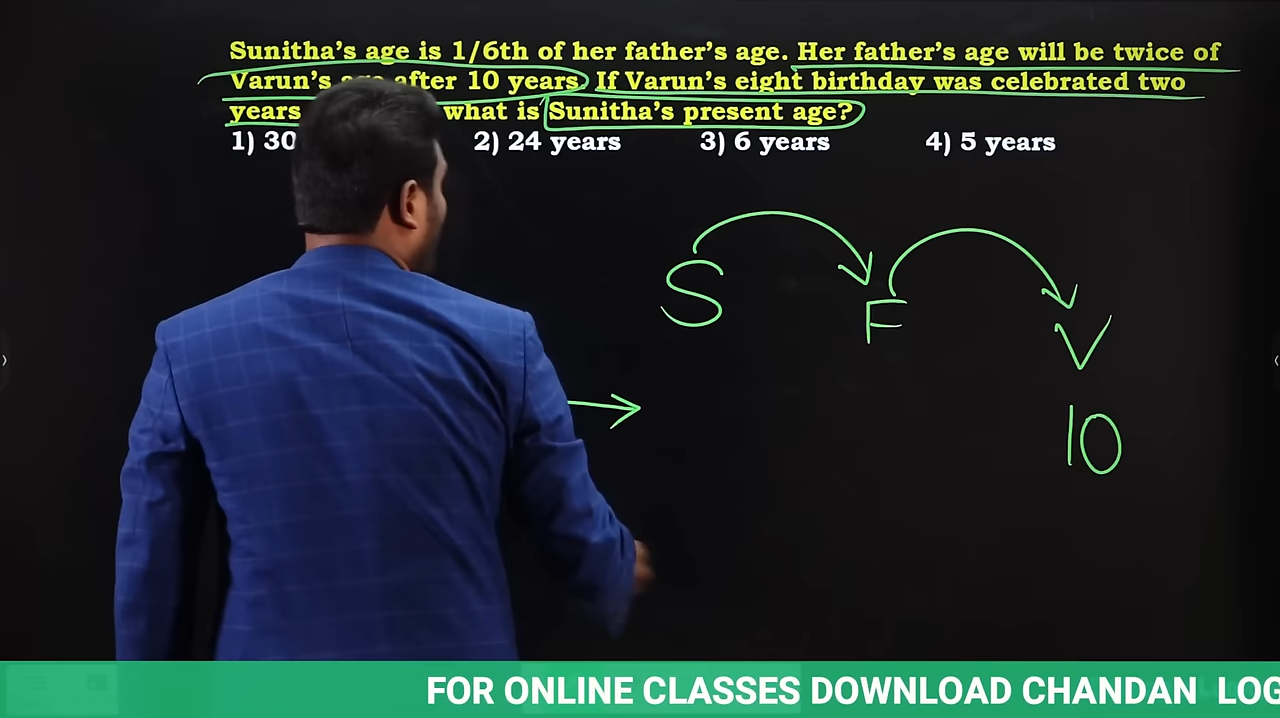 Sunitha's age is 1/6th of her father's age. Her father's age will be twice of
Varun's after 10 years. If Varun's eight birthday was celebrated two
years what is Sunitha's present age?
1) 30 2) 24 years 3) 6 years 4) 5 years
S F V
10
FOR ONLINE CLASSES DOWNLOAD CHANDAN LOG